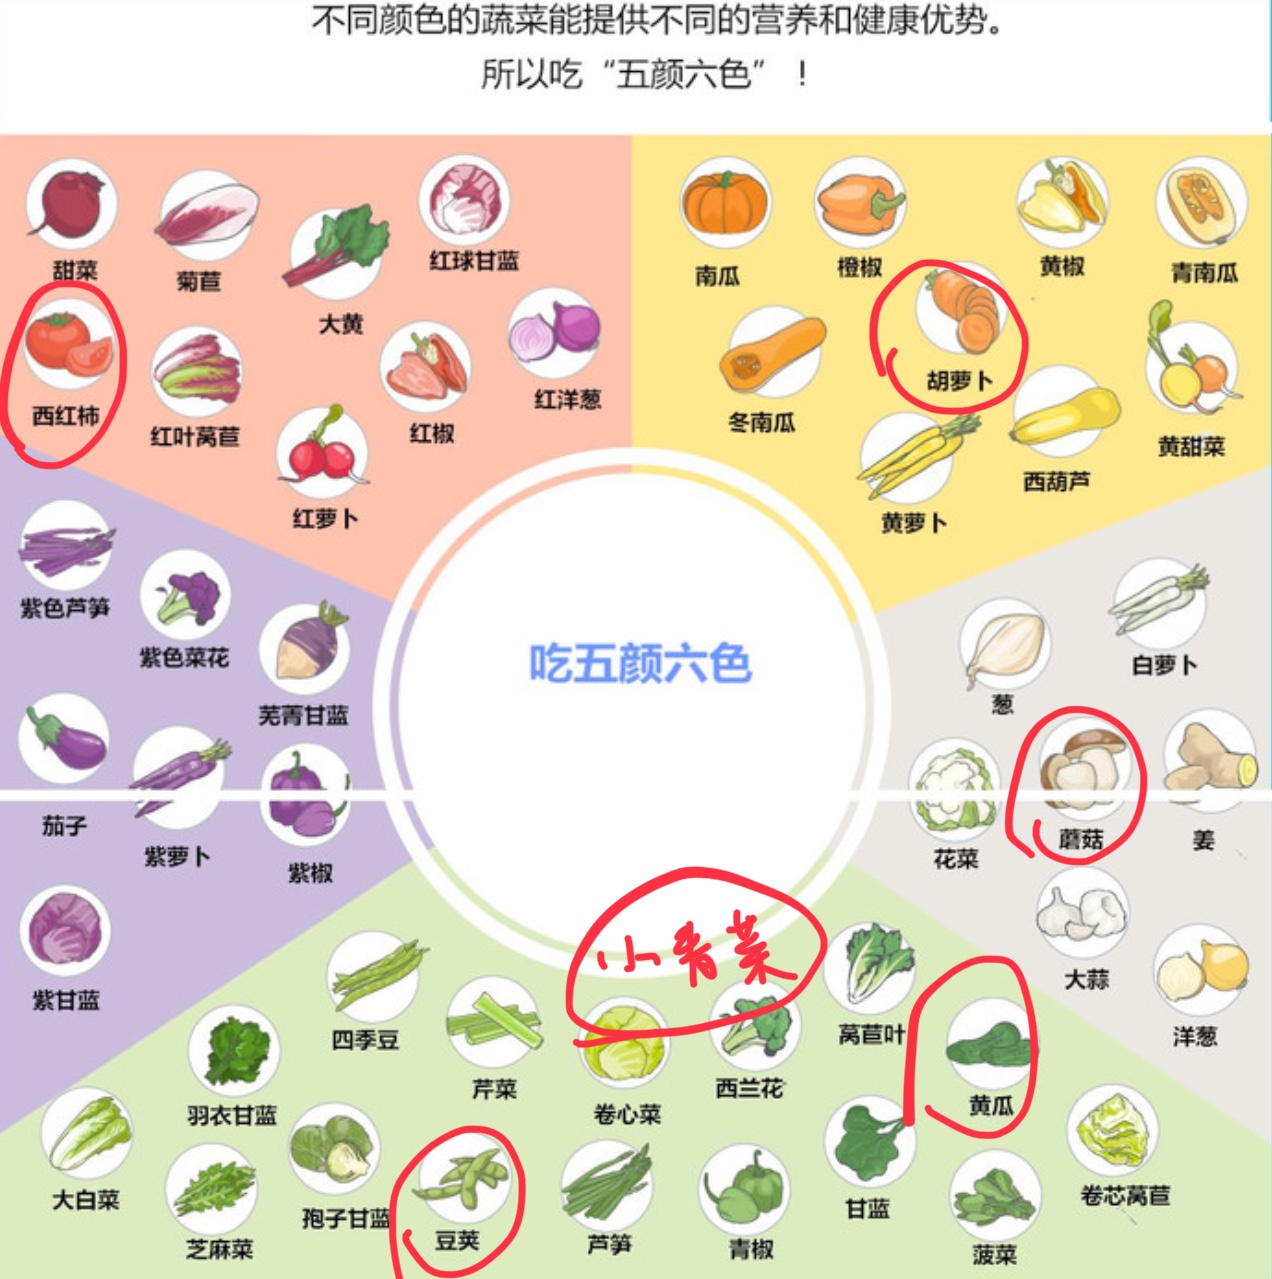 不同颜色的蔬菜能提供不同的营养和健康优势。
所以吃“五颜六色”！
甜菜
菊苣
大黄
红球甘蓝
西红柿
红叶莴苣
红萝卜
红椒
红洋葱
南瓜
橙椒
黄椒
青南瓜
胡萝卜
冬南瓜
黄萝卜
西葫芦
黄甜菜
紫色芦笋
紫色菜花
芜菁甘蓝
茄子
紫萝卜
紫椒
紫甘蓝
吃五颜六色
白萝卜
葱
花菜
蘑菇
姜
大蒜
洋葱
小青菜
四季豆
芹菜
卷心菜
西兰花
莴苣叶
黄瓜
羽衣甘蓝
大白菜
芝麻菜
孢子甘蓝
豆荚
芦笋
青椒
甘蓝
菠菜
卷芯莴苣